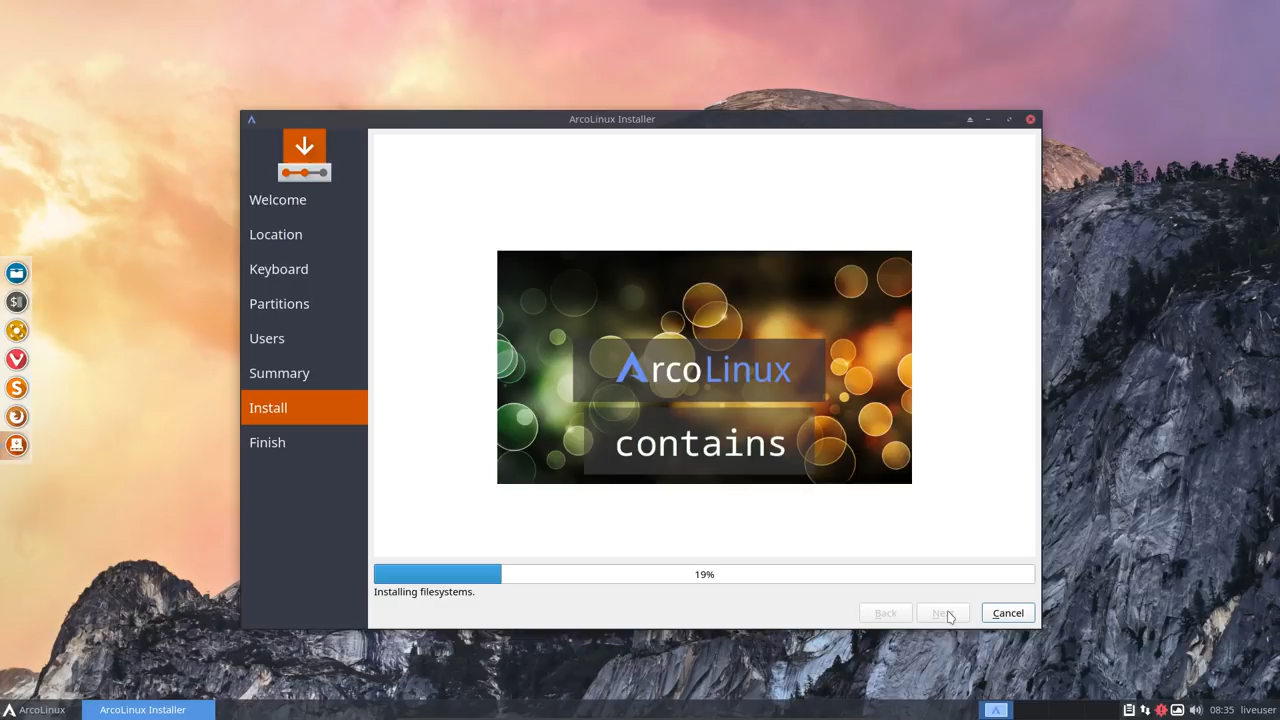 ArcoLinux Installer
Welcome
Location
Keyboard
Partitions
Users
Summary
Install
Finish
ArcoLinux
contains
19%
Installing filesystems.
Back
Cancel
ArcoLinux
ArcoLinux Installer
08:35
liveuser